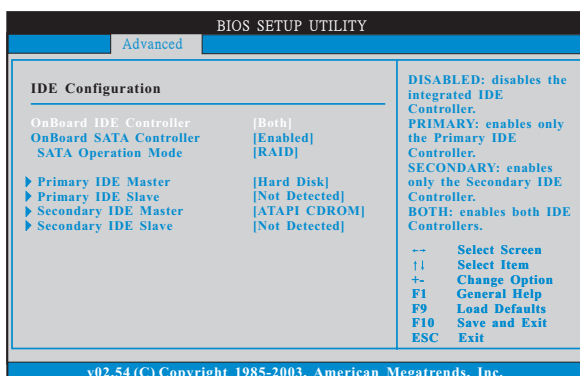 BIOS SETUP UTILITY
Advanced
IDE Configuration
OnBoard IDE Controller [Both]
OnBoard SATA Controller [Enabled]
SATA Operation Mode [RAID]
Primary IDE Master [Hard Disk]
Primary IDE Slave [Not Detected]
Secondary IDE Master [ATAPI CDROM]
Secondary IDE Slave [Not Detected]
DISABLED: disables the
integrated IDE
Controller.
PRIMARY: enables only
the Primary IDE
Controller.
SECONDARY: enables
only the Secondary IDE
Controller.
BOTH: enables both IDE
Controllers.
←→ Select Screen
↑↓ Select Item
+- Change Option
F1 General Help
F9 Load Defaults
F10 Save and Exit
ESC Exit
v02.54 (C) Copyright 1985-2003, American Megatrends, Inc.